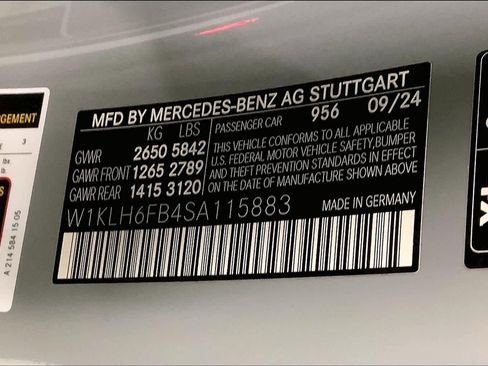 MFD BY MERCEDES-BENZ AG STUTTGART
KG LBS
PASSENGER CAR 956 09/24
GVWR 2650 5842
GAWR FRONT 1265 2789
GAWR REAR 1415 3120
THIS VEHICLE CONFORMS TO ALL APPLICABLE
U.S. FEDERAL MOTOR VEHICLE SAFETY,BUMPER
AND THEFT PREVENTION STANDARDS IN EFFECT
ON THE DATE OF MANUFACTURE SHOWN ABOVE
W1KLH6FB4SA115883
MADE IN GERMANY
3
lbs.
A 214 584 15 05